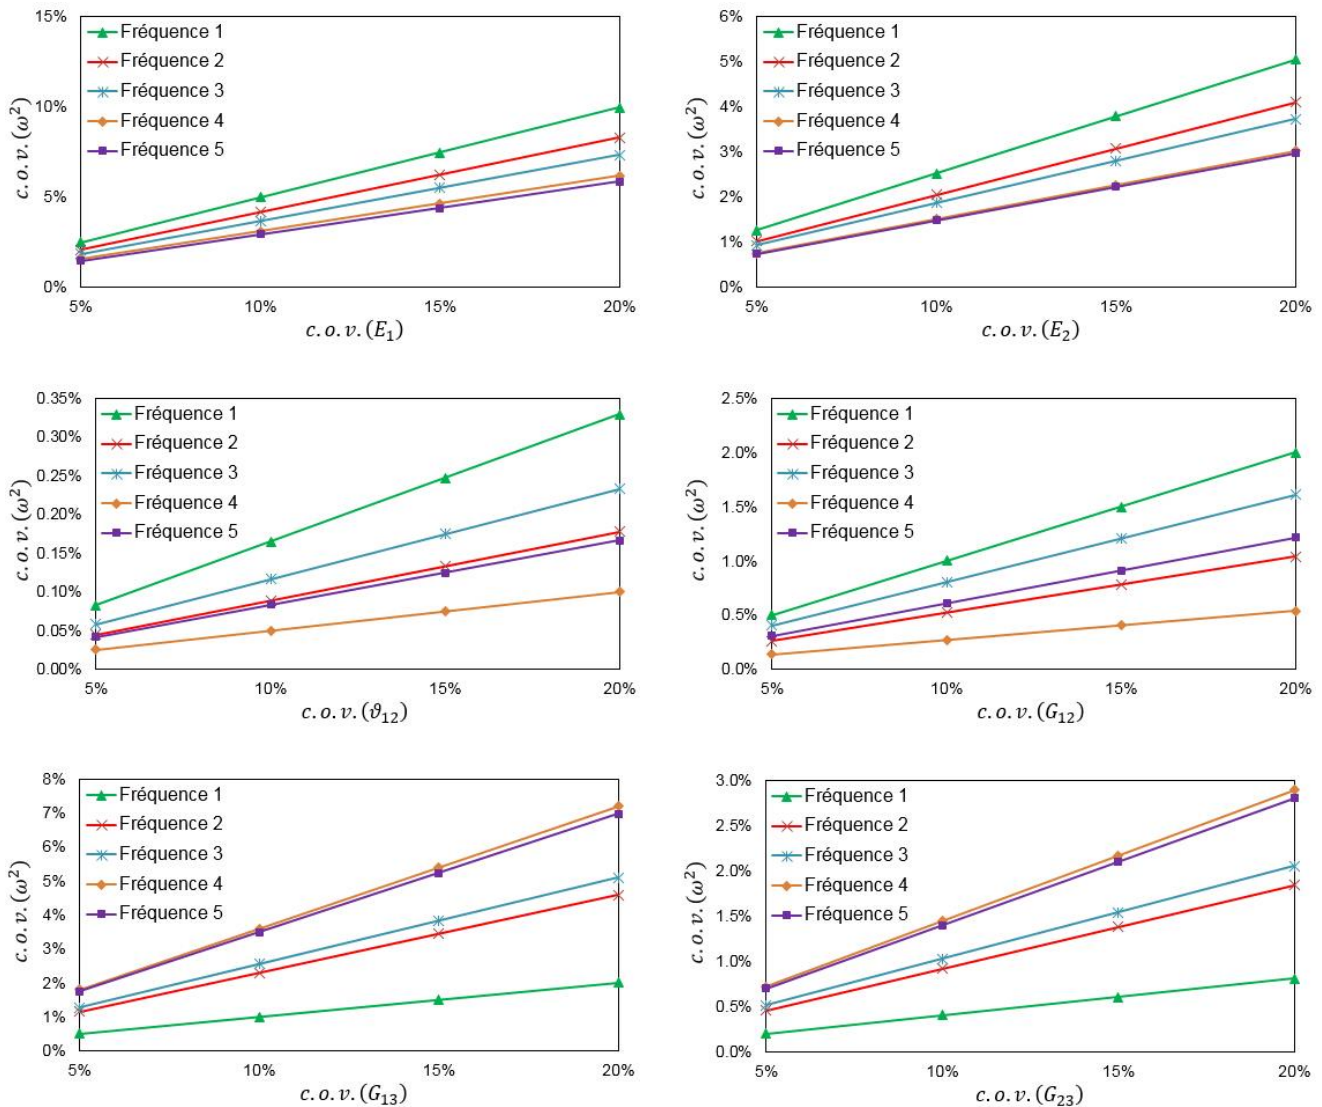 15%
10%
5%
0%
c.o.v.(ω²)
Fréquence 1
Fréquence 2
Fréquence 3
Fréquence 4
Fréquence 5
5% 10% 15% 20%
c.o.v.(E₁)
6%
5%
4%
3%
2%
1%
0%
c.o.v.(ω²)
Fréquence 1
Fréquence 2
Fréquence 3
Fréquence 4
Fréquence 5
5% 10% 15% 20%
c.o.v.(E₂)
0.35%
0.30%
0.25%
0.20%
0.15%
0.10%
0.05%
0.00%
c.o.v.(ω²)
Fréquence 1
Fréquence 2
Fréquence 3
Fréquence 4
Fréquence 5
5% 10% 15% 20%
c.o.v.(ϑ₁₂)
2.5%
2.0%
1.5%
1.0%
0.5%
0.0%
c.o.v.(ω²)
Fréquence 1
Fréquence 2
Fréquence 3
Fréquence 4
Fréquence 5
5% 10% 15% 20%
c.o.v.(G₁₂)
8%
7%
6%
5%
4%
3%
2%
1%
0%
c.o.v.(ω²)
Fréquence 1
Fréquence 2
Fréquence 3
Fréquence 4
Fréquence 5
5% 10% 15% 20%
c.o.v.(G₁₃)
3.0%
2.5%
2.0%
1.5%
1.0%
0.5%
0.0%
c.o.v.(ω²)
Fréquence 1
Fréquence 2
Fréquence 3
Fréquence 4
Fréquence 5
5% 10% 15% 20%
c.o.v.(G₂₃)